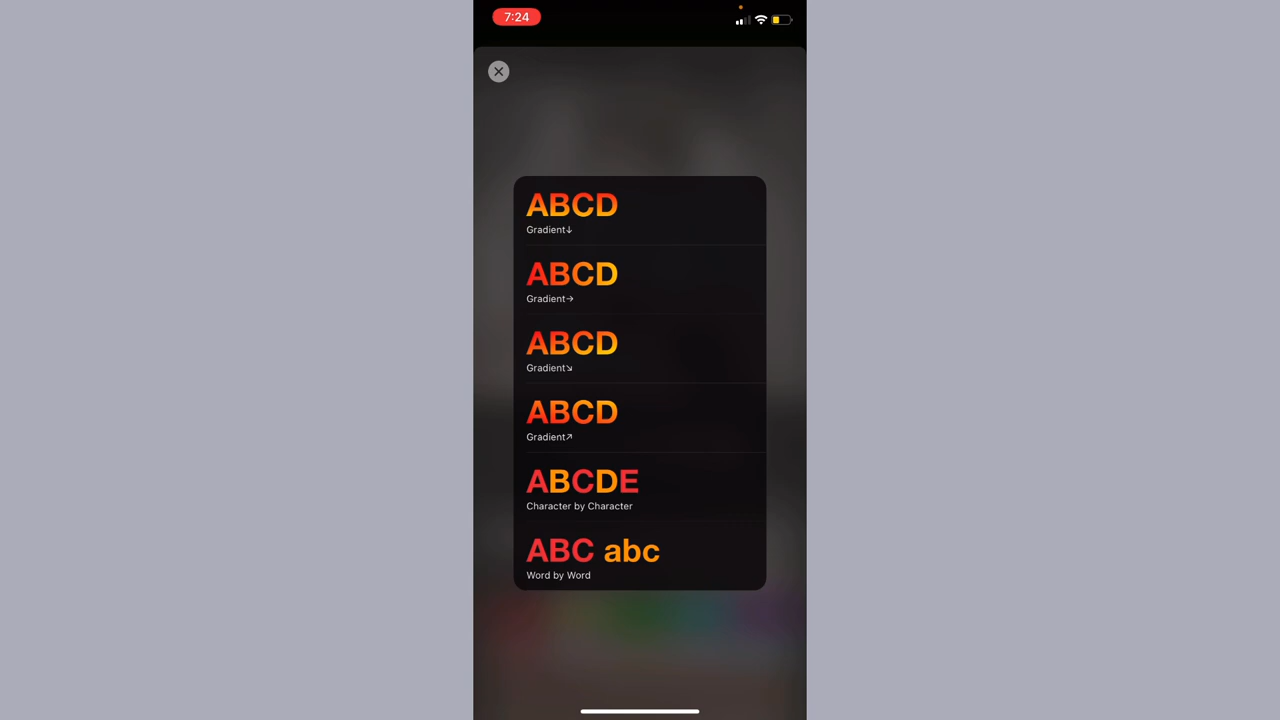 7:24
ABCD
Gradient↓
ABCD
Gradient→
ABCD
Gradient↘
ABCD
Gradient↗
ABCDE
Character by Character
ABC abc
Word by Word